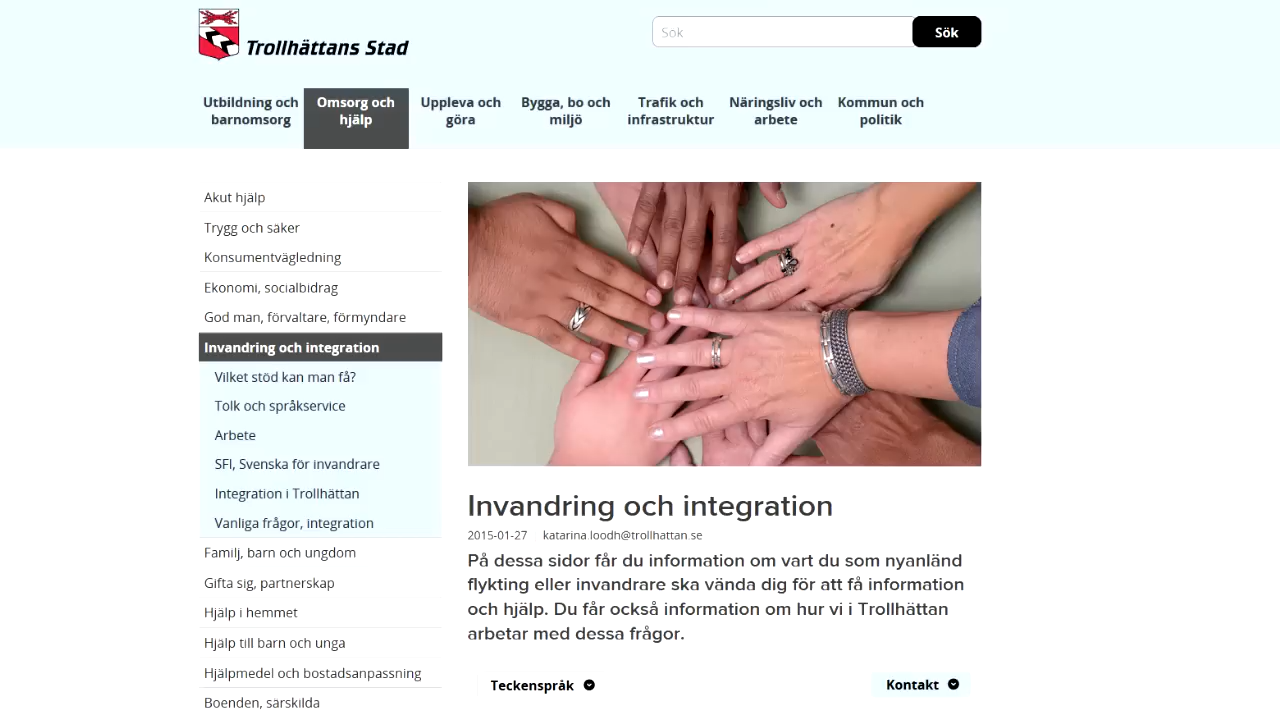 Trollhättans Stad
Sök
Sök
Utbildning och barnomsorg
Omsorg och hjälp
Uppleva och göra
Bygga, bo och miljö
Trafik och infrastruktur
Näringsliv och arbete
Kommun och politik
Akut hjälp
Trygg och säker
Konsumentvägledning
Ekonomi, socialbidrag
God man, förvaltare, förmyndare
Invandring och integration
Vilket stöd kan man få?
Tolk och språkservice
Arbete
SFI, Svenska för invandrare
Integration i Trollhättan
Vanliga frågor, integration
Familj, barn och ungdom
Gifta sig, partnerskap
Hjälp i hemmet
Hjälp till barn och unga
Hjälpmedel och bostadsanpassning
Boenden, särskilda
Invandring och integration
2015-01-27 katarina.loodh@trollhattan.se
På dessa sidor får du information om vart du som nyanländ
flykting eller invandrare ska vända dig för att få information
och hjälp. Du får också information om hur vi i Trollhättan
arbetar med dessa frågor.
Teckenspråk
Kontakt